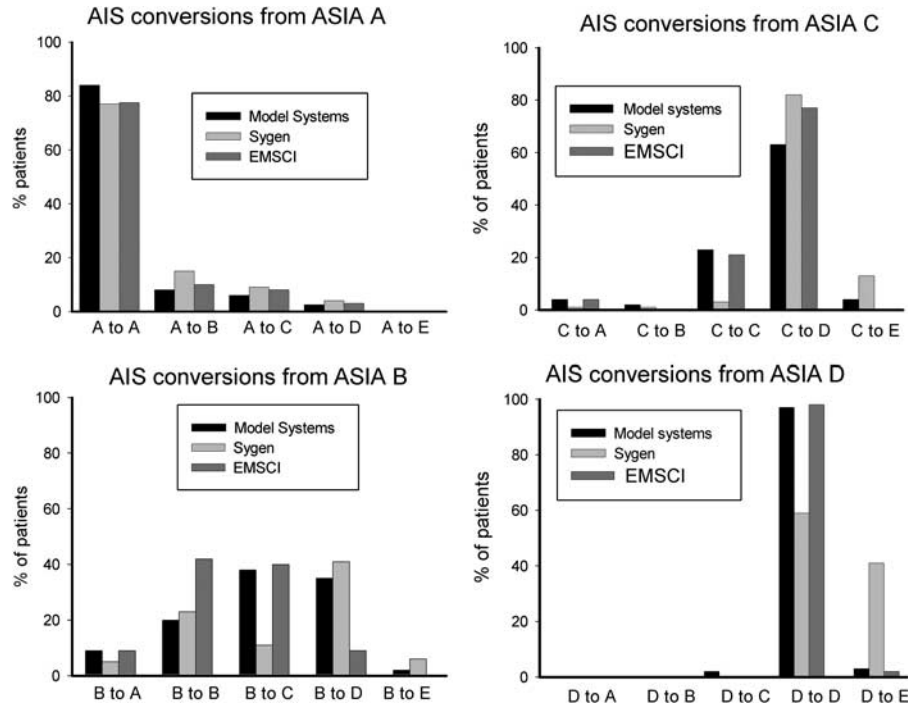 AIS conversions from ASIA A
100
80
60
40
20
0
% patients
Model Systems
Sygen
EMSCI
A to A
A to B
A to C
A to D
A to E
AIS conversions from ASIA C
100
80
60
40
20
0
% of patients
Model systems
Sygen
EMSCI
C to A
C to B
C to C
C to D
C to E
AIS conversions from ASIA B
100
80
60
40
20
0
% of patients
Model Systems
Sygen
EMSCI
B to A
B to B
B to C
B to D
B to E
AIS conversions from ASIA D
100
80
60
40
20
0
% of patients
Model systems
Sygen
EMSCI
D to A
D to B
D to C
D to D
D to E